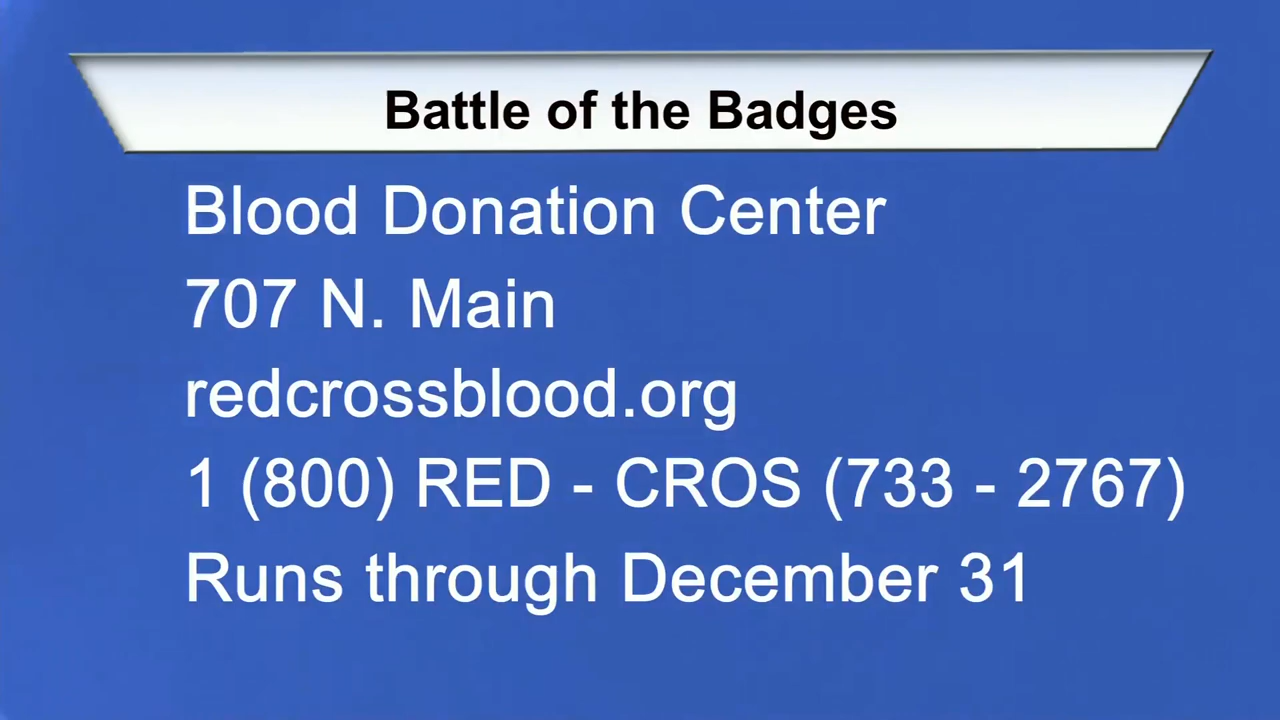 Battle of the Badges
Blood Donation Center
707 N. Main
redcrossblood.org
1 (800) RED - CROS (733 - 2767)
Runs through December 31